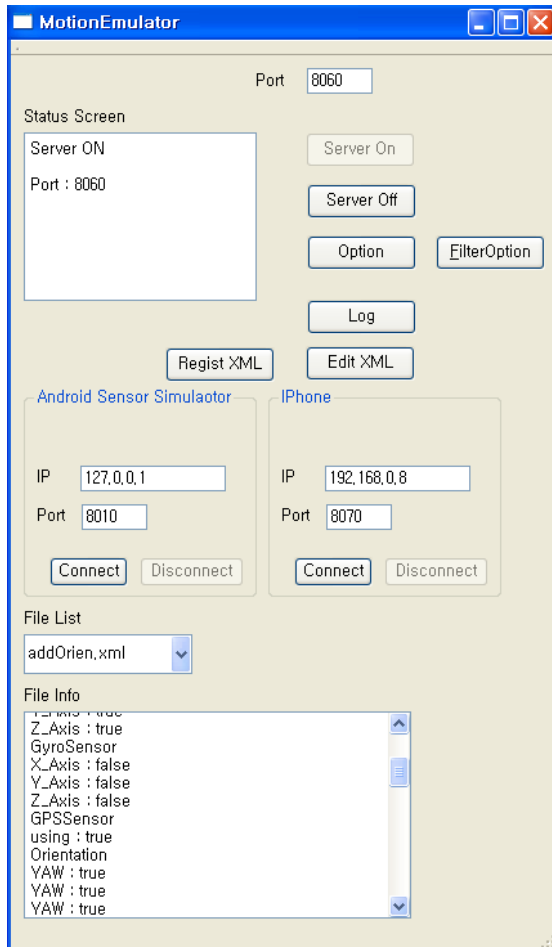 MotionEmulator
Port 8060
Status Screen
Server ON
Port : 8060
Server On
Server Off
Option
FilterOption
Log
Regist XML
Edit XML
Android Sensor Simulaotor
IP 127,0,0,1
Port 8010
Connect Disconnect
IPhone
IP 192,168,0,8
Port 8070
Connect Disconnect
File List
addOrien,xml
File Info
Y_Axis : true
Z_Axis : true
GyroSensor
X_Axis : false
Y_Axis : false
Z_Axis : false
GPSSensor
using : true
Orientation
YAW : true
YAW : true
YAW : true